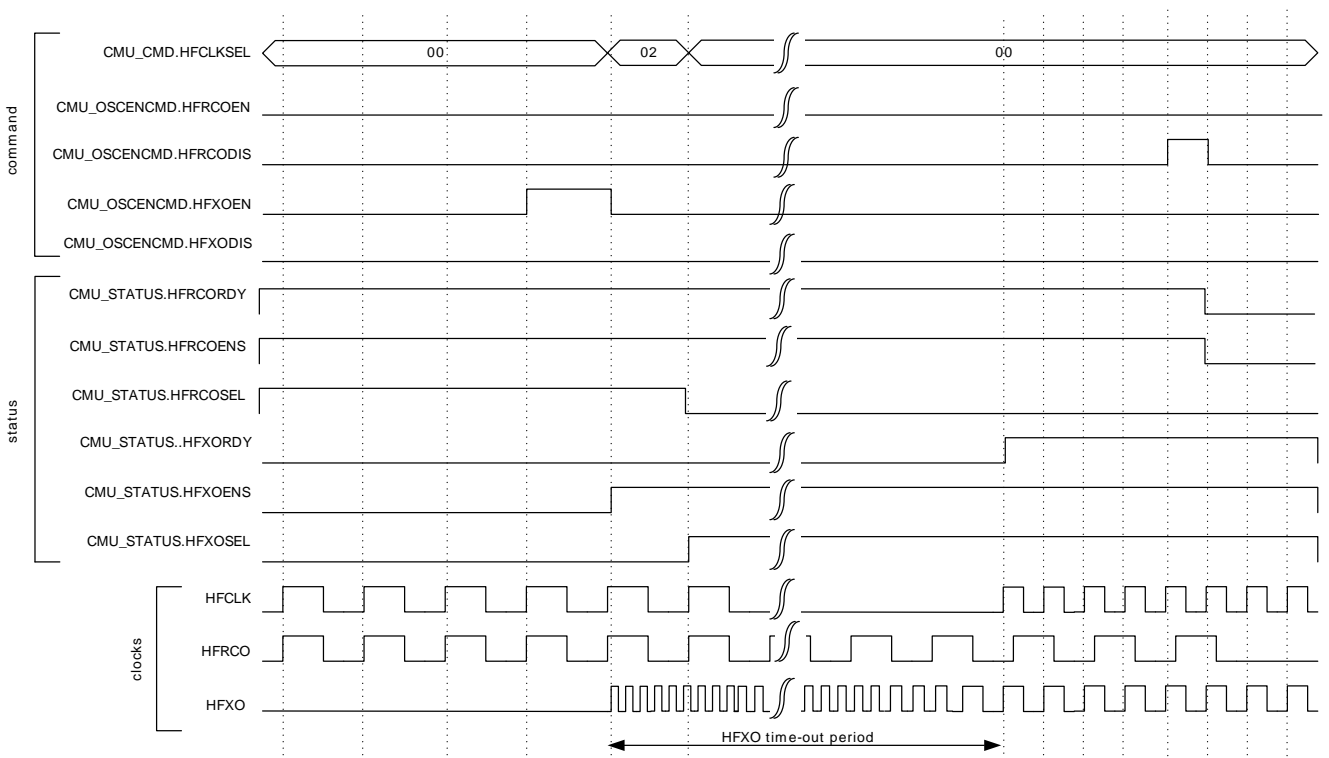 command
CMU_CMD.HFCLKSEL 00 02 00
CMU_OSCENCMD.HFRCOEN
CMU_OSCENCMD.HFRCODIS
CMU_OSCENCMD.HFXOEN
CMU_OSCENCMD.HFXODIS
status
CMU_STATUS.HFRCORDY
CMU_STATUS.HFRCOENS
CMU_STATUS.HFRCOSEL
CMU_STATUS..HFXORDY
CMU_STATUS.HFXOENS
CMU_STATUS.HFXOSEL
clocks
HFCLK
HFRCO
HFXO
HFXO time-out period